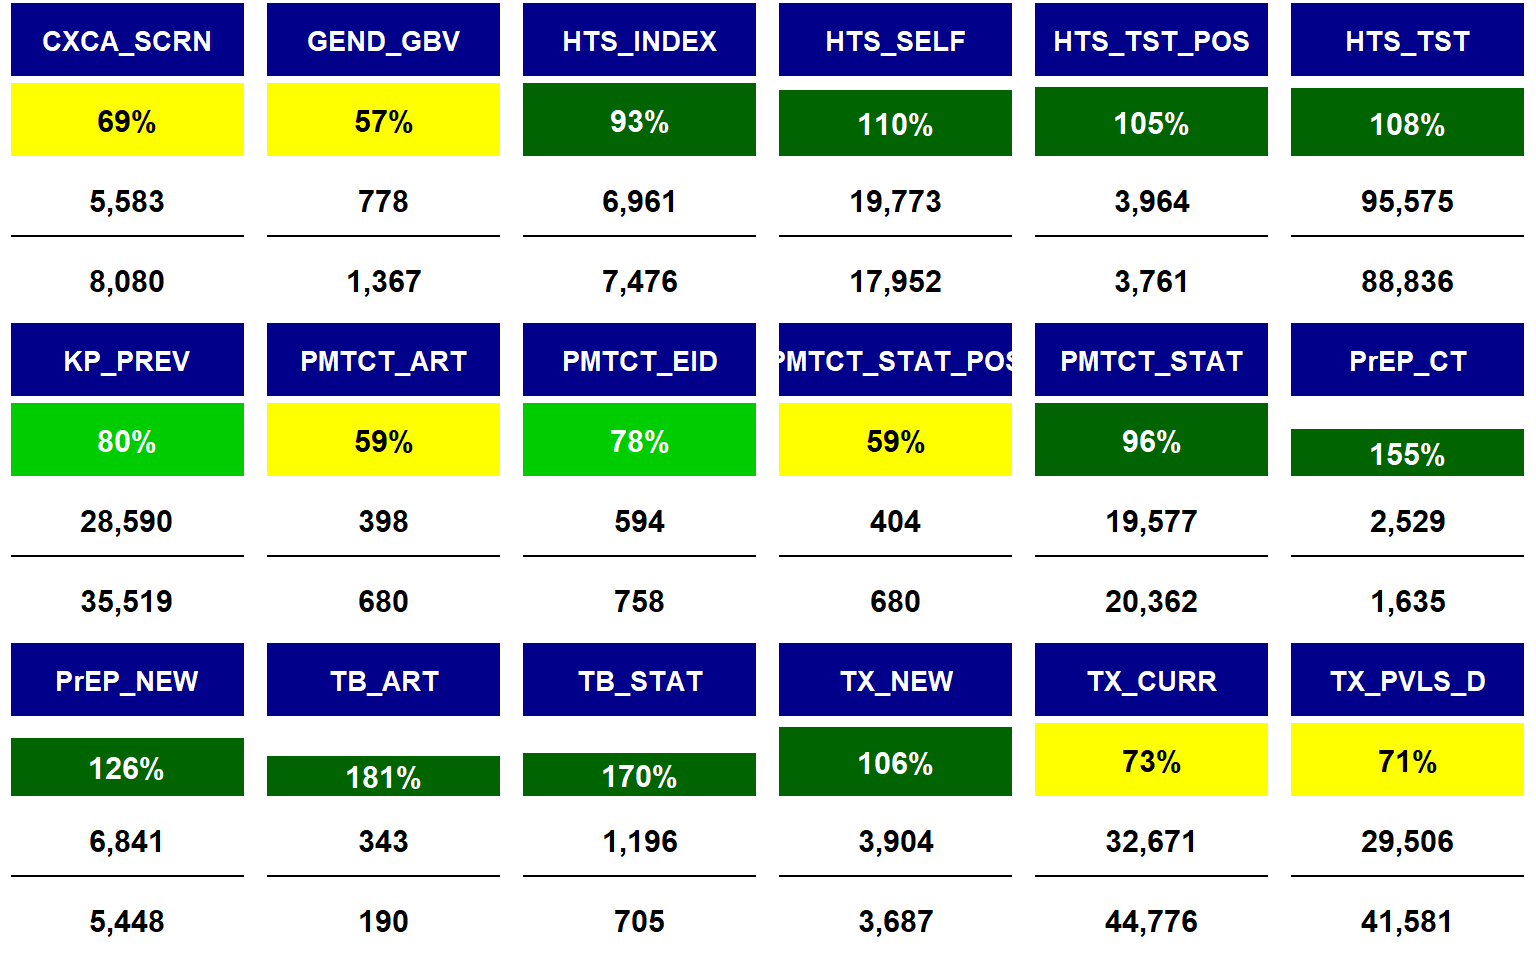 CXCA_SCRN GEND_GBV HTS_INDEX HTS_SELF HTS_TST_POS HTS_TST
69% 57% 93% 110% 105% 108%
5,583 778 6,961 19,773 3,964 95,575
8,080 1,367 7,476 17,952 3,761 88,836
KP_PREV PMTCT_ART PMTCT_EID PMTCT_STAT_POS PMTCT_STAT PrEP_CT
80% 59% 78% 59% 96% 155%
28,590 398 594 404 19,577 2,529
35,519 680 758 680 20,362 1,635
PrEP_NEW TB_ART TB_STAT TX_NEW TX_CURR TX_PVLS_D
126% 181% 170% 106% 73% 71%
6,841 343 1,196 3,904 32,671 29,506
5,448 190 705 3,687 44,776 41,581